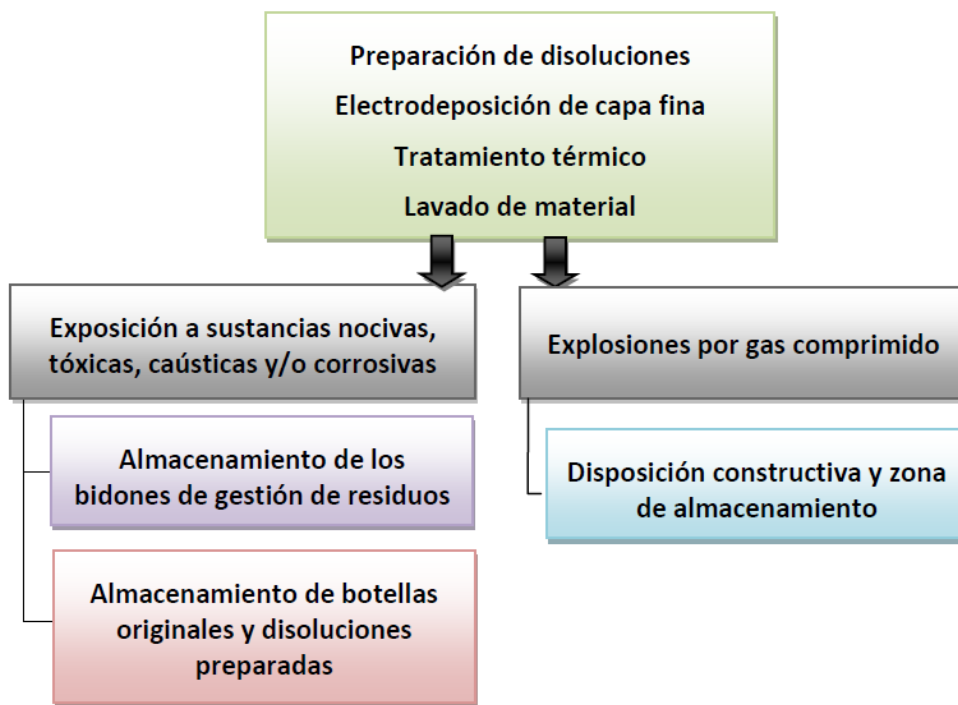 Preparación de disoluciones
Electrodeposición de capa fina
Tratamiento térmico
Lavado de material
Exposición a sustancias nocivas,
tóxicas, caústicas y/o corrosivas
Almacenamiento de los
bidones de gestión de residuos
Almacenamiento de botellas
originales y disoluciones
preparadas
Explosiones por gas comprimido
Disposición constructiva y zona
de almacenamiento